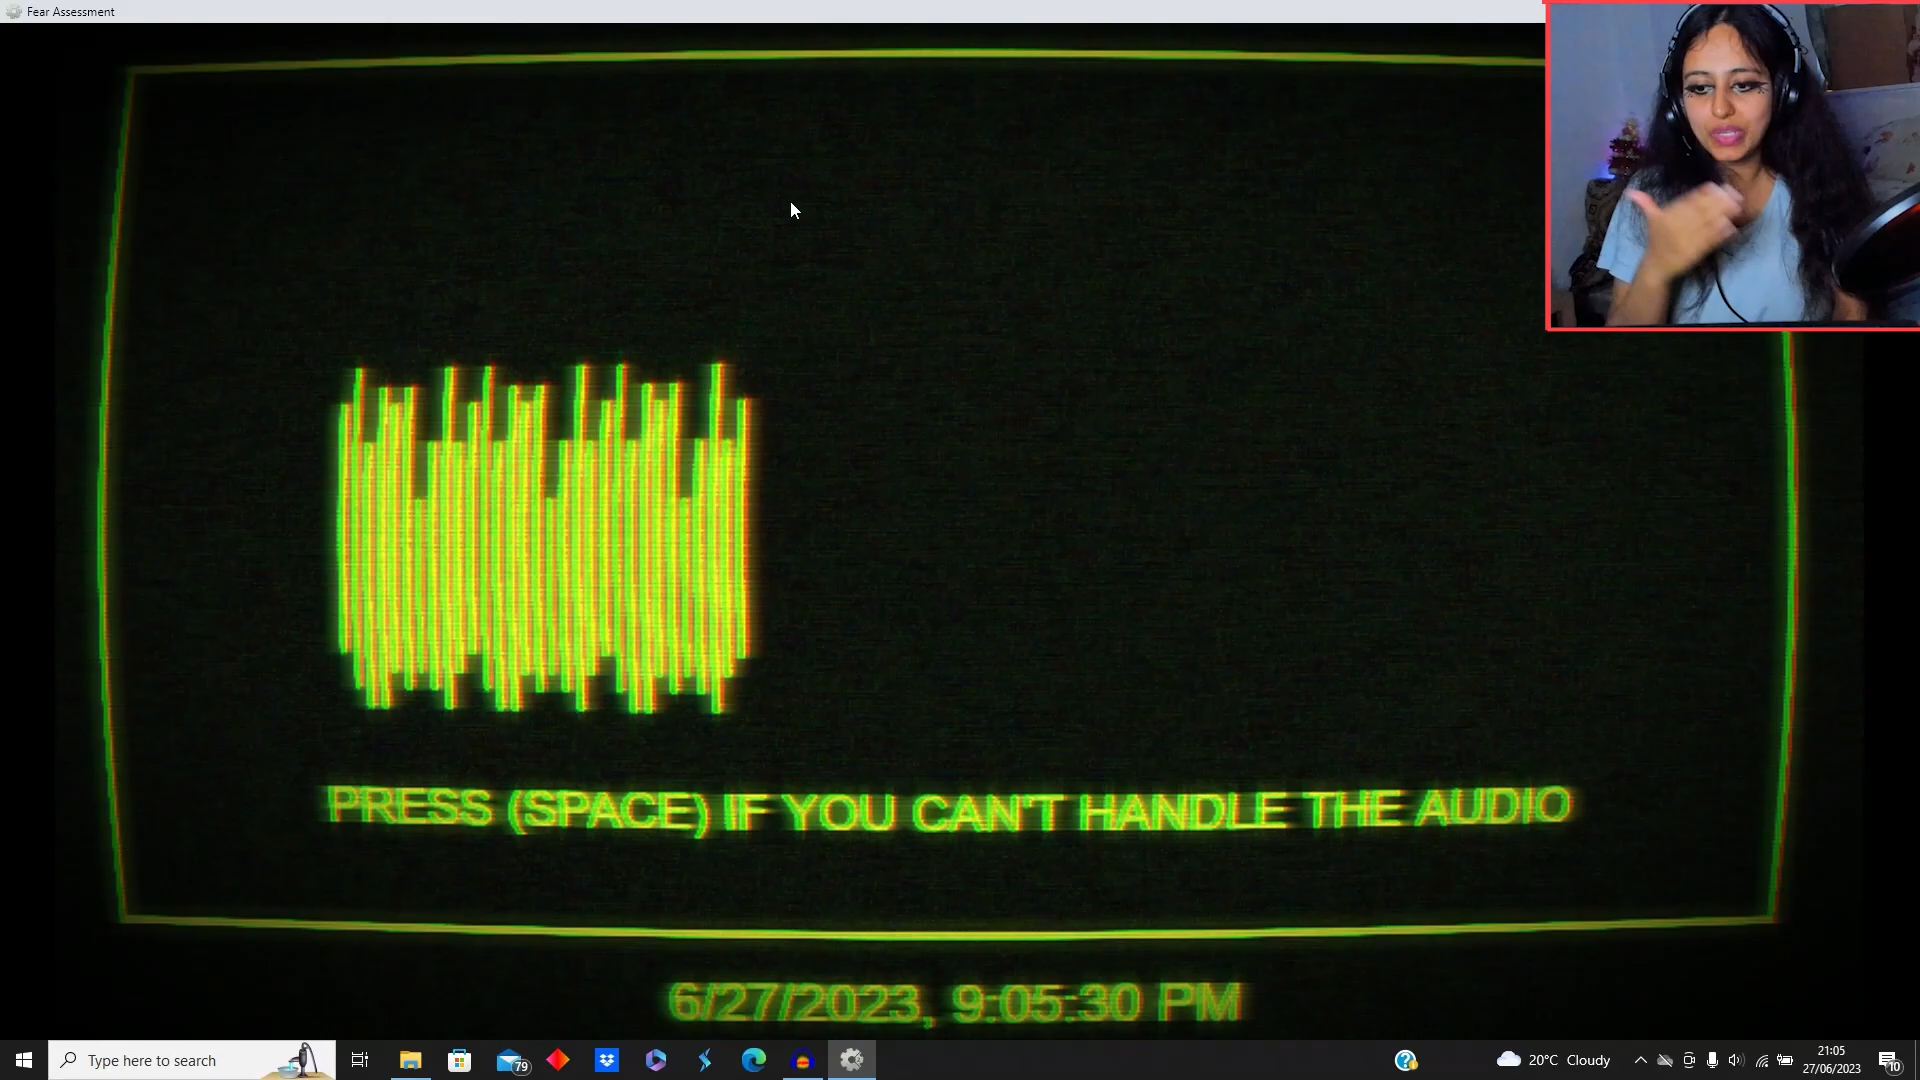 Fear Assessment
PRESS (SPACE) IF YOU CAN'T HANDLE THE AUDIO
6/27/2023, 9:05:30 PM
Type here to search
79
20°C Cloudy
21:05
27/06/2023
10